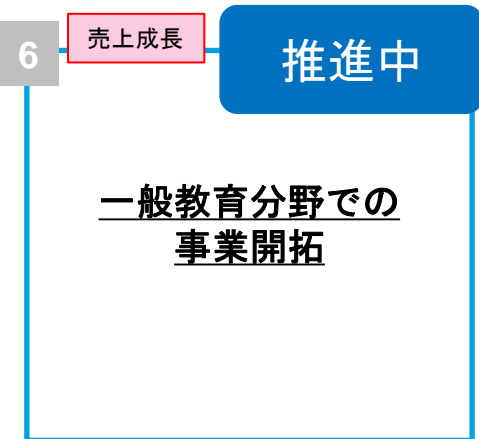 6
売上成長
推進中
一般教育分野での
事業開拓